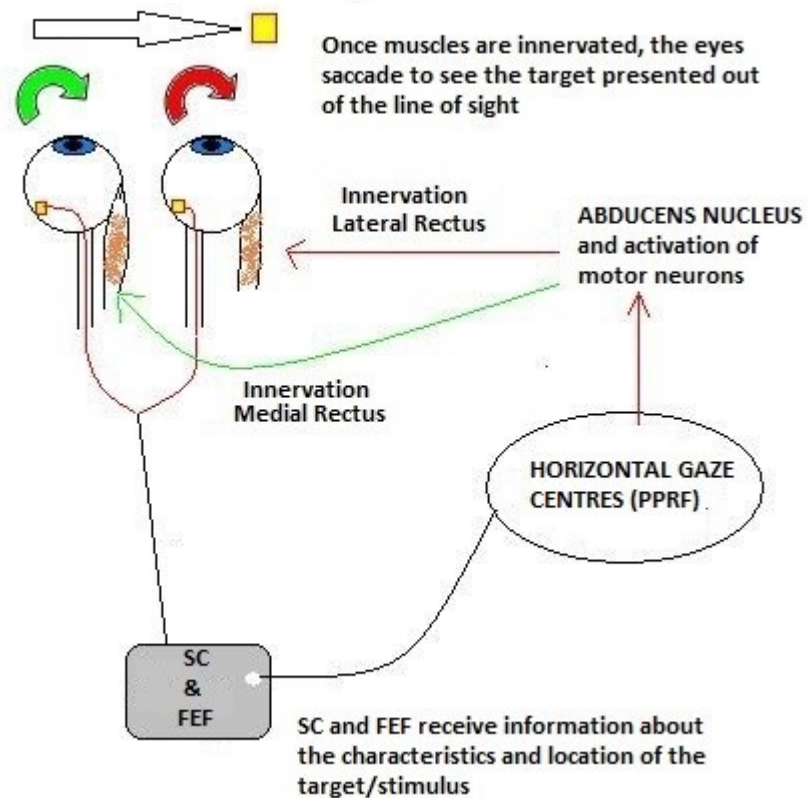 Once muscles are innervated, the eyes
saccade to see the target presented out
of the line of sight
Innervation
Lateral Rectus
ABDUCENS NUCLEUS
and activation of
motor neurons
Innervation
Medial Rectus
HORIZONTAL GAZE
CENTRES (PPRF)
SC
&
FEF
SC and FEF receive information about
the characteristics and location of the
target/stimulus